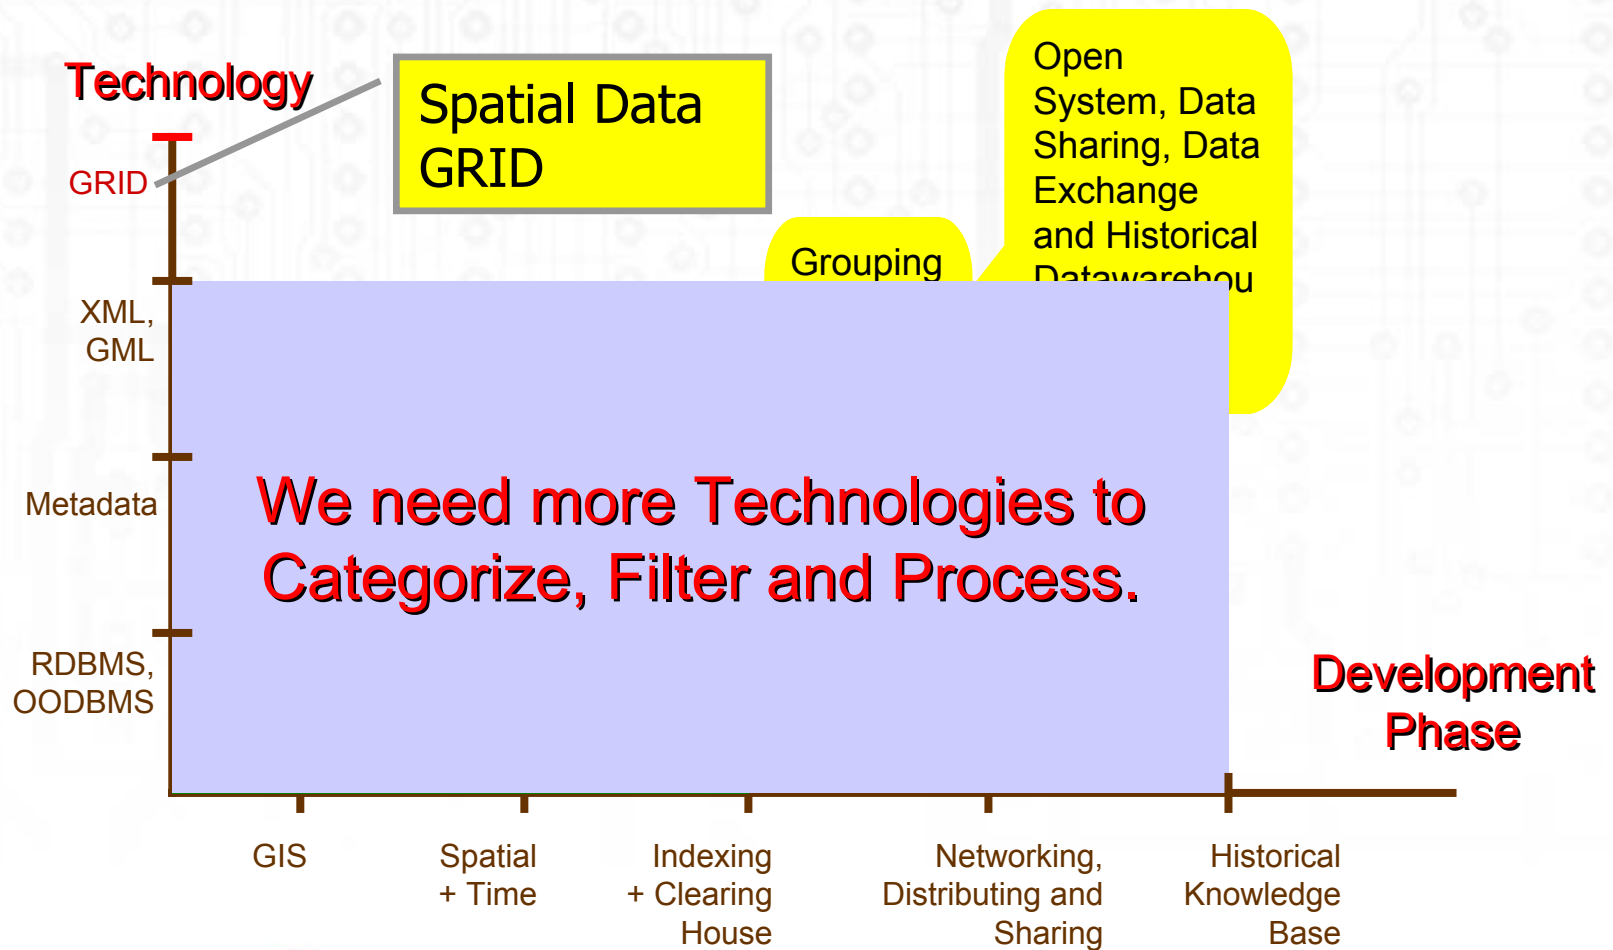 Technology
GRID
Spatial Data
GRID
Open
System, Data
Sharing, Data
Exchange
and Historical
Datawarehou
Grouping
XML,
GML
Metadata
RDBMS,
OODBMS
We need more Technologies to
Categorize, Filter and Process.
Development
Phase
GIS
Spatial
+ Time
Indexing
+ Clearing
House
Networking,
Distributing and
Sharing
Historical
Knowledge
Base